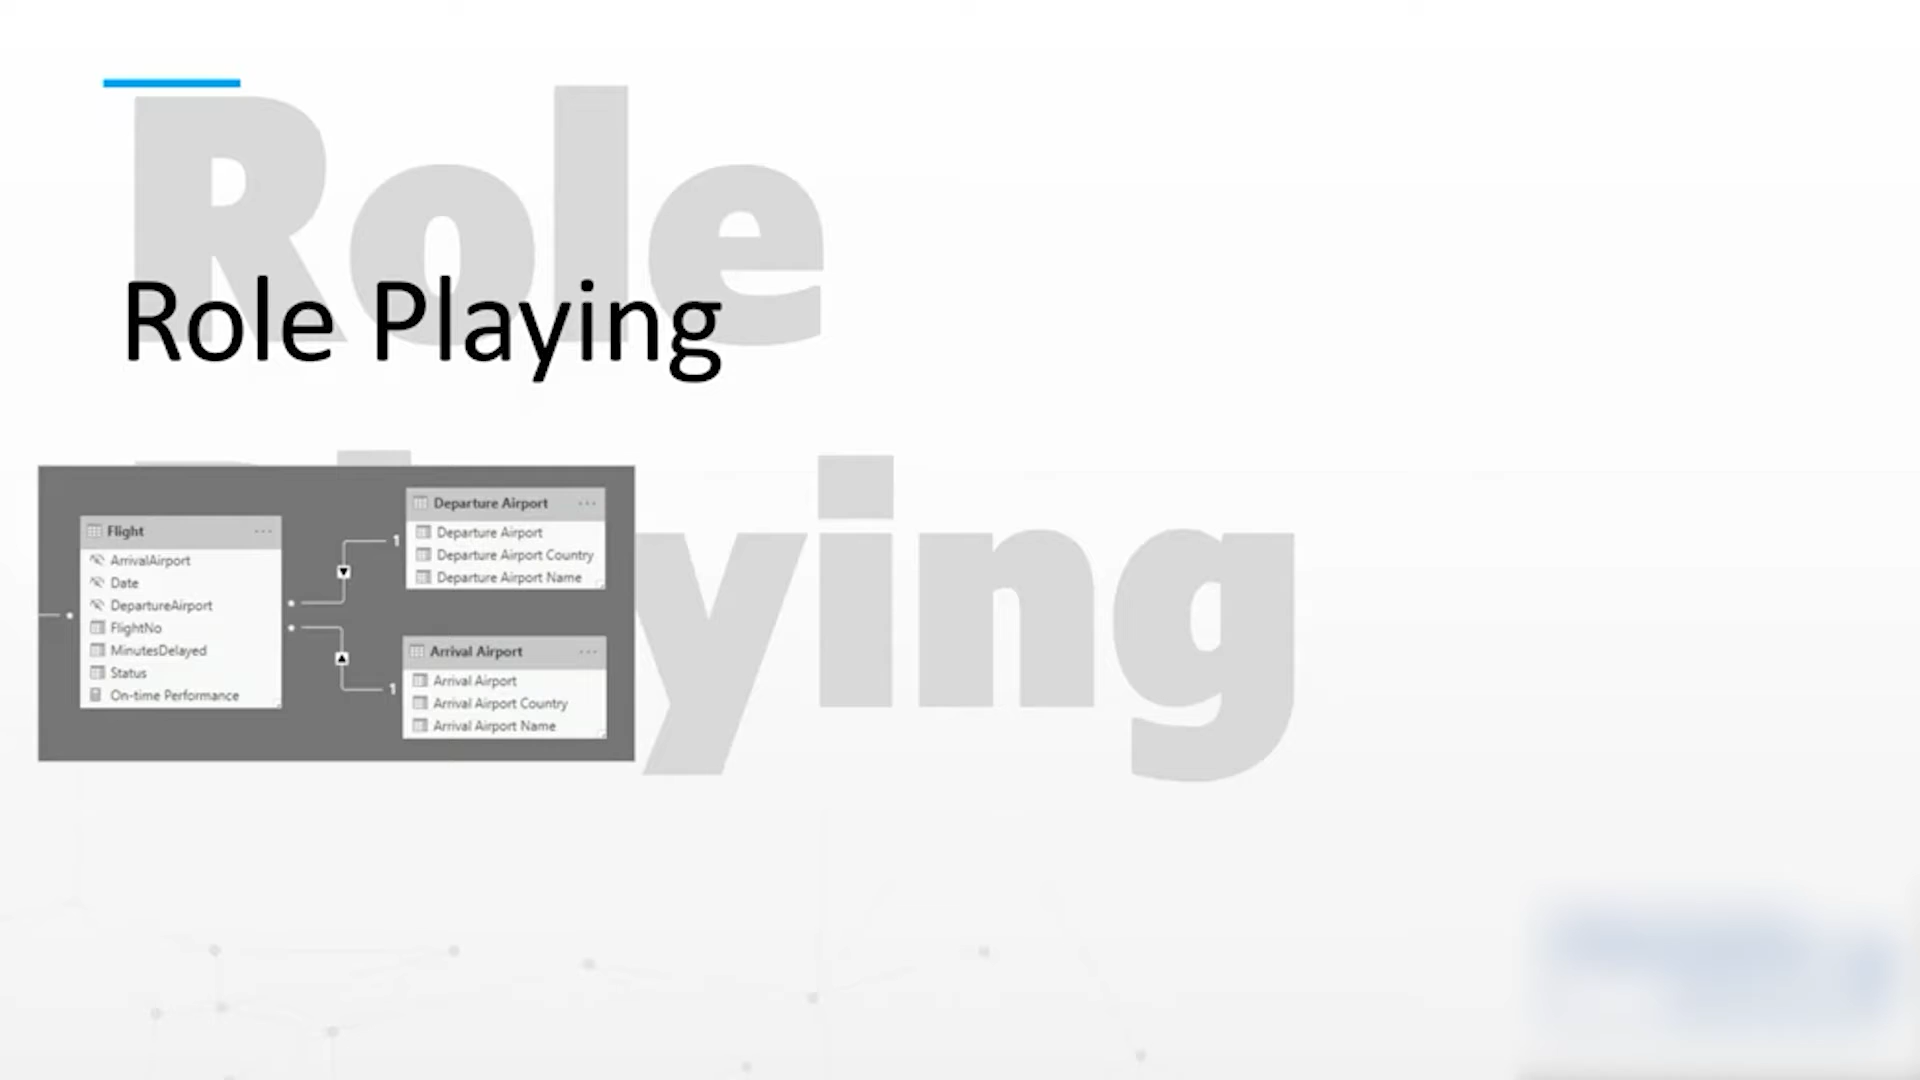 Role
Role Playing
ying
Flight
ArrivalAirport
Date
DepartureAirport
FlightNo
MinutesDelayed
Status
On-time Performance
1
Departure Airport
Departure Airport
Departure Airport Country
Departure Airport Name
1
Arrival Airport
Arrival Airport
Arrival Airport Country
Arrival Airport Name